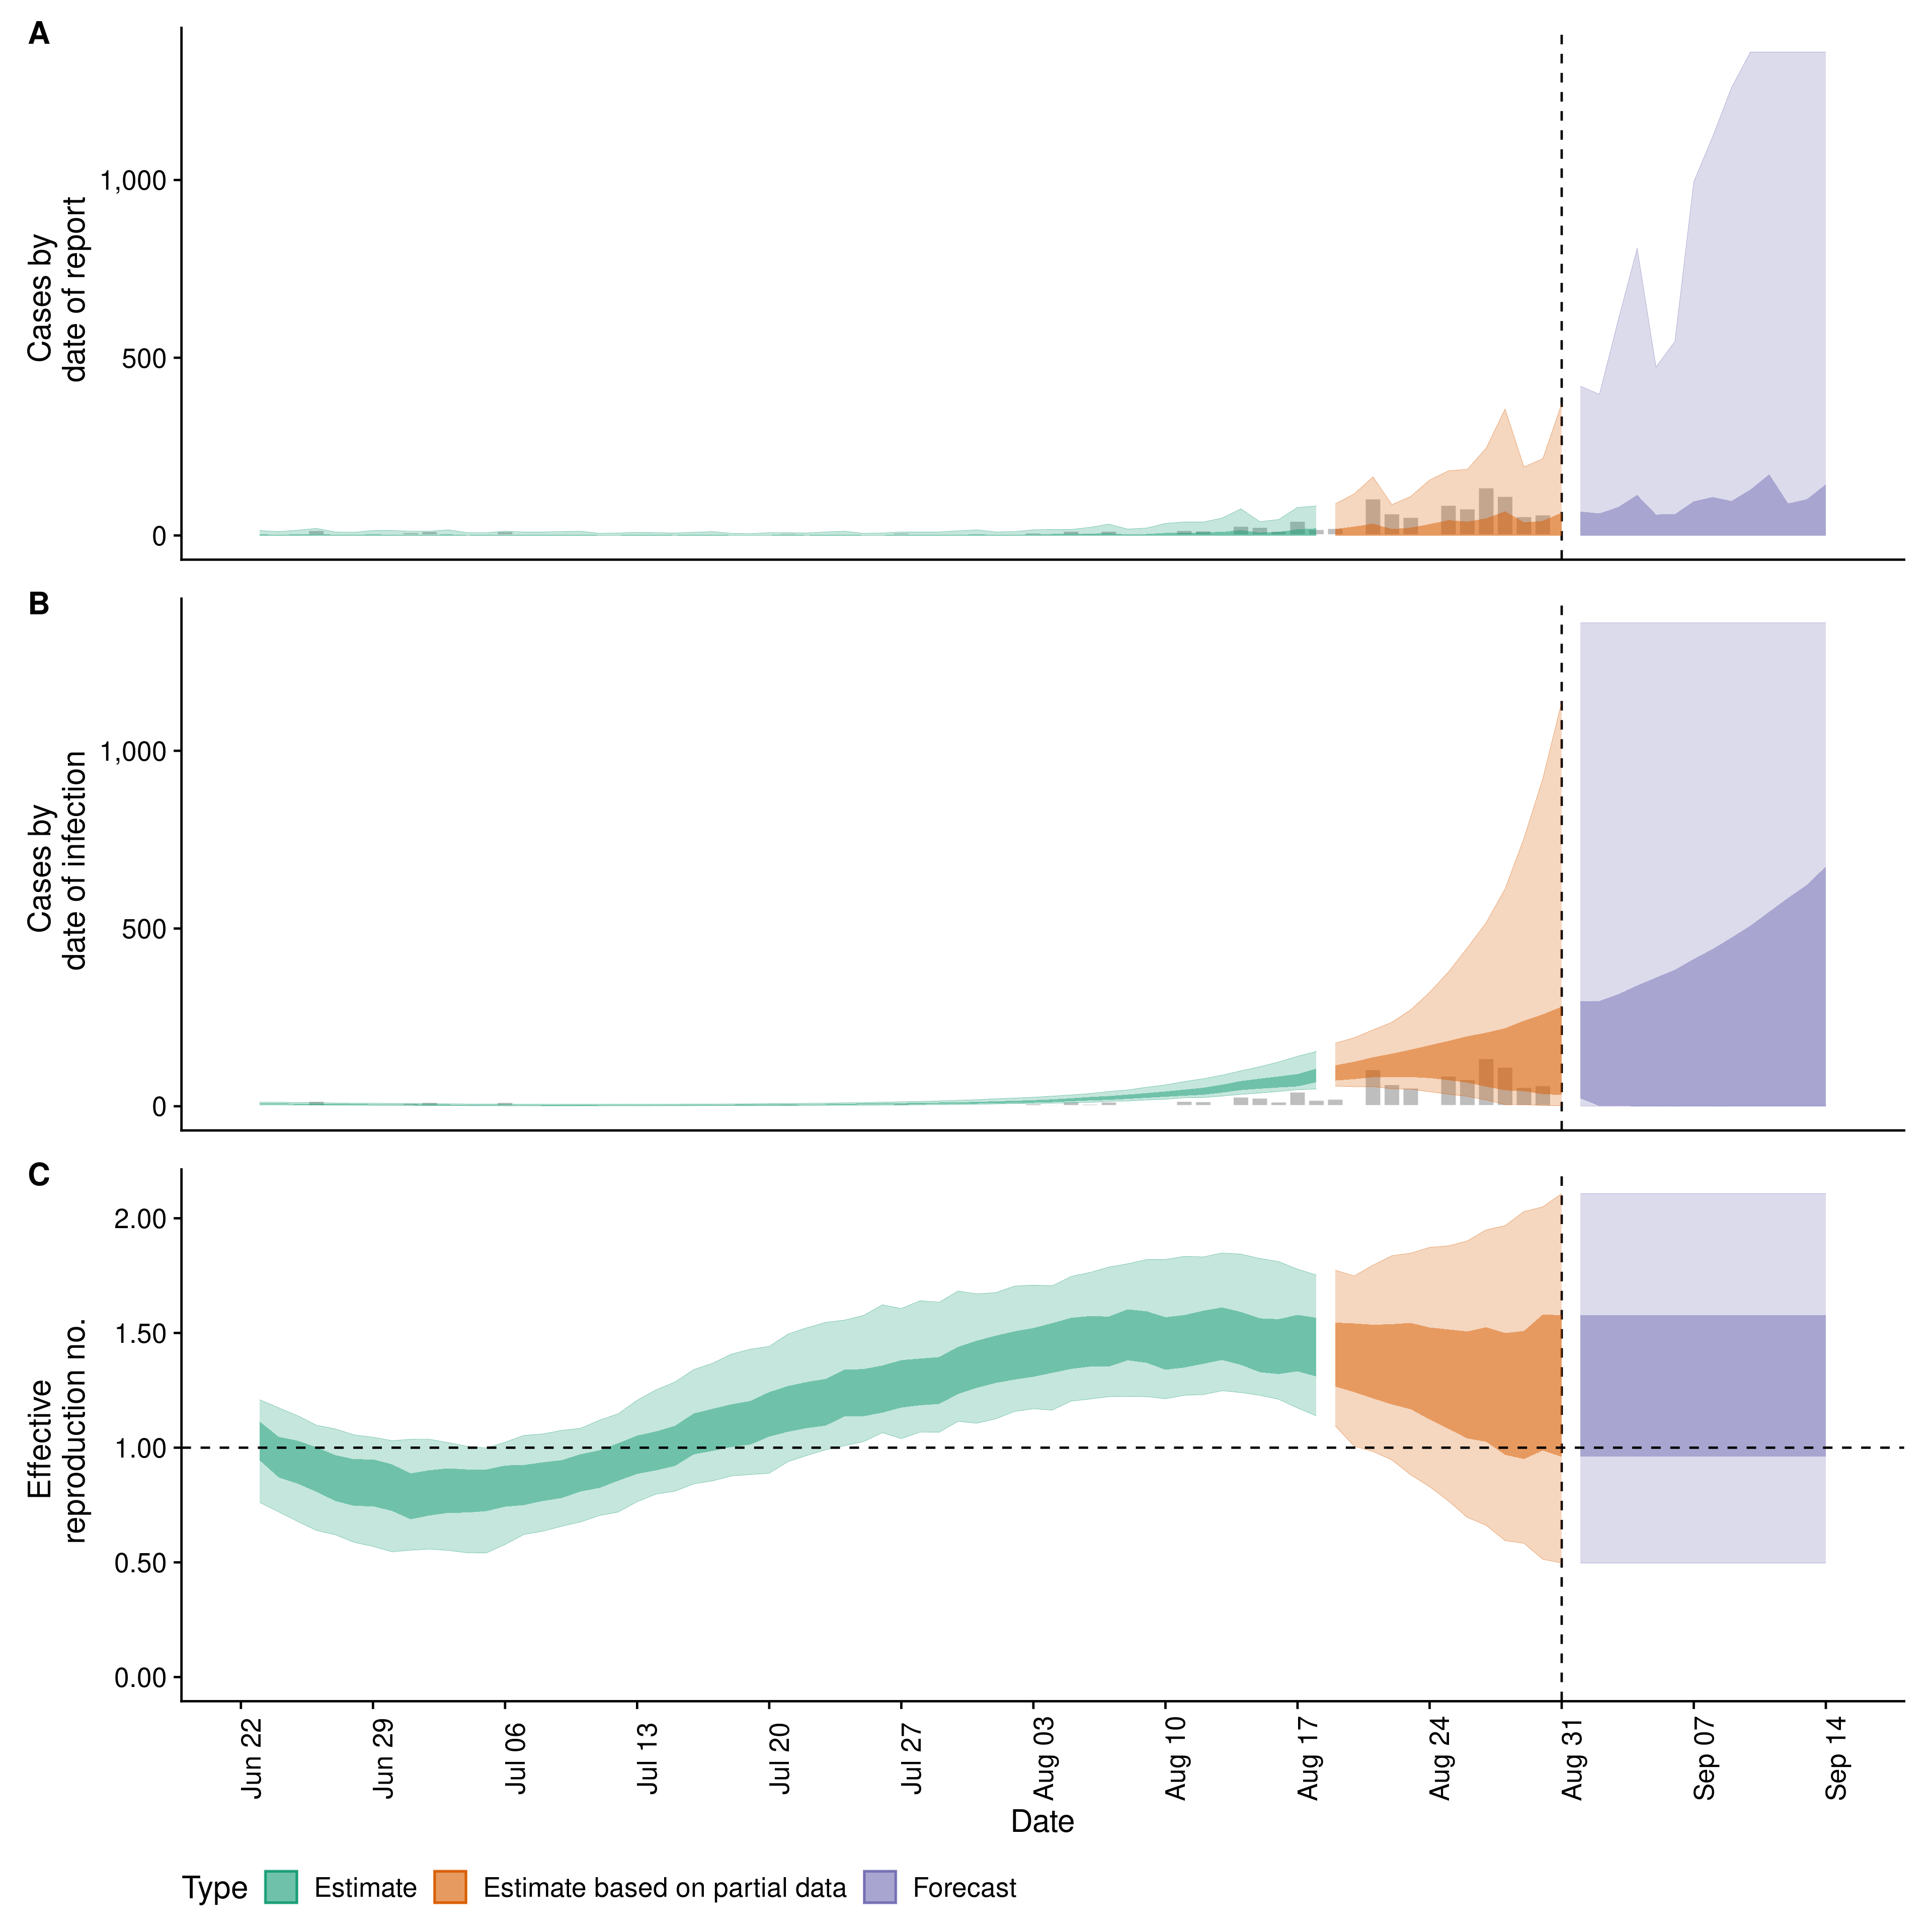 A
Cases by
date of report
1,000
500
0
B
Cases by
date of infection
1,000
500
0
C
Effective
reproduction no.
2.00
1.50
1.00
0.50
0.00
Jun 22
Jun 29
Jul 06
Jul 13
Jul 20
Jul 27
Aug 03
Aug 10
Aug 17
Aug 24
Aug 31
Sep 07
Sep 14
Date
Type Estimate Estimate based on partial data Forecast